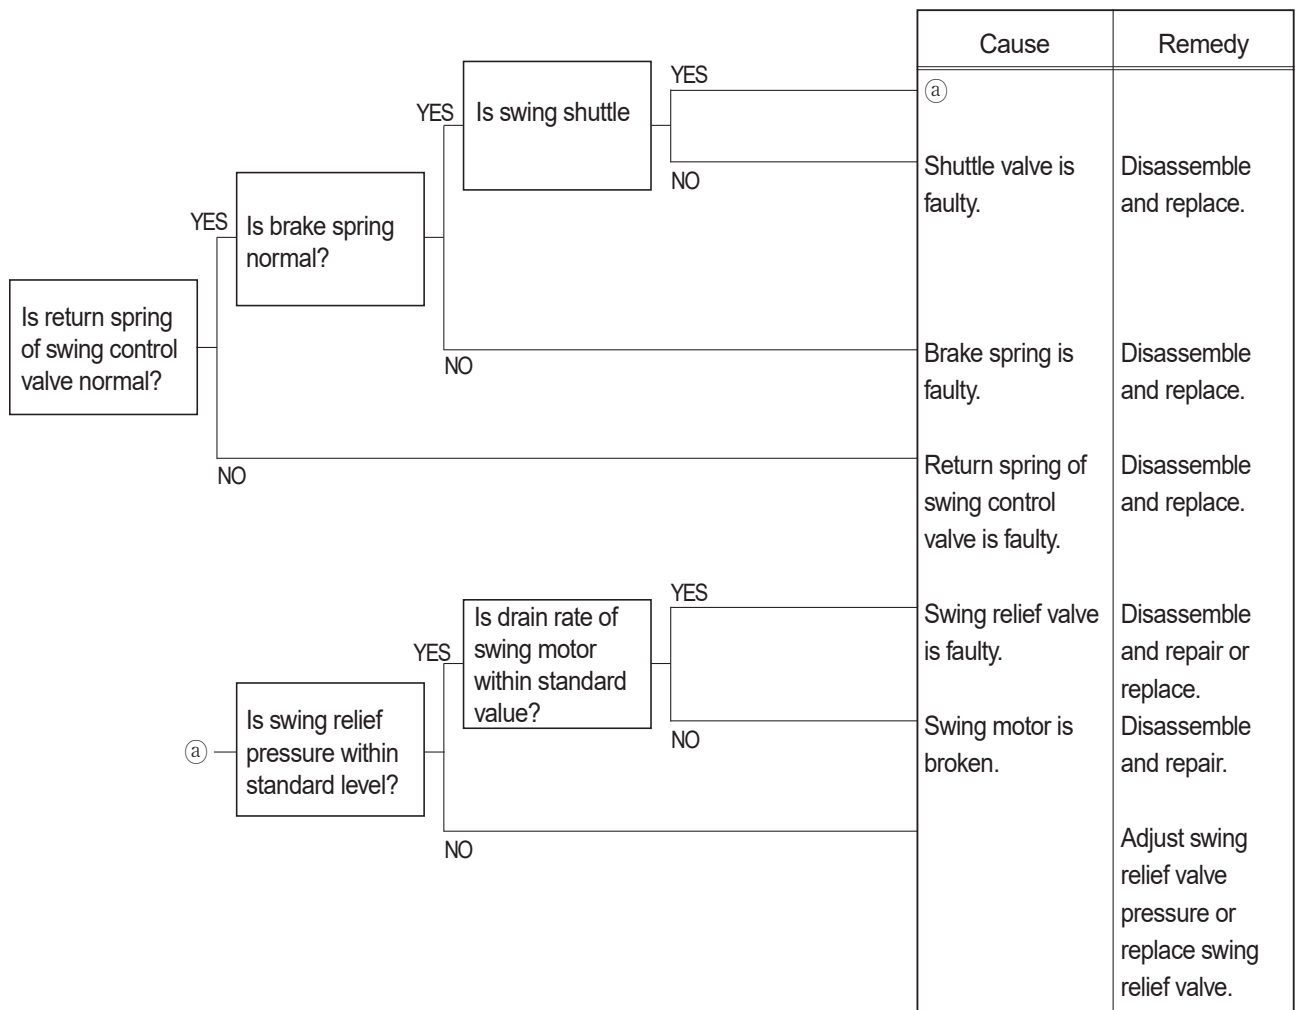 Cause
Remedy
YES
ⓐ
YES
Is swing shuttle
Shuttle valve is
faulty.
Disassemble
and replace.
NO
YES
Is brake spring
normal?
Is return spring
of swing control
valve normal?
Brake spring is
faulty.
Disassemble
and replace.
NO
Return spring of
swing control
valve is faulty.
Disassemble
and replace.
NO
YES
Is drain rate of
swing motor
within standard
value?
Swing relief valve
is faulty.
Disassemble
and repair or
replace.
YES
Is swing relief
pressure within
standard level?
ⓐ
NO
Swing motor is
broken.
Disassemble
and repair.
NO
Adjust swing
relief valve
pressure or
replace swing
relief valve.